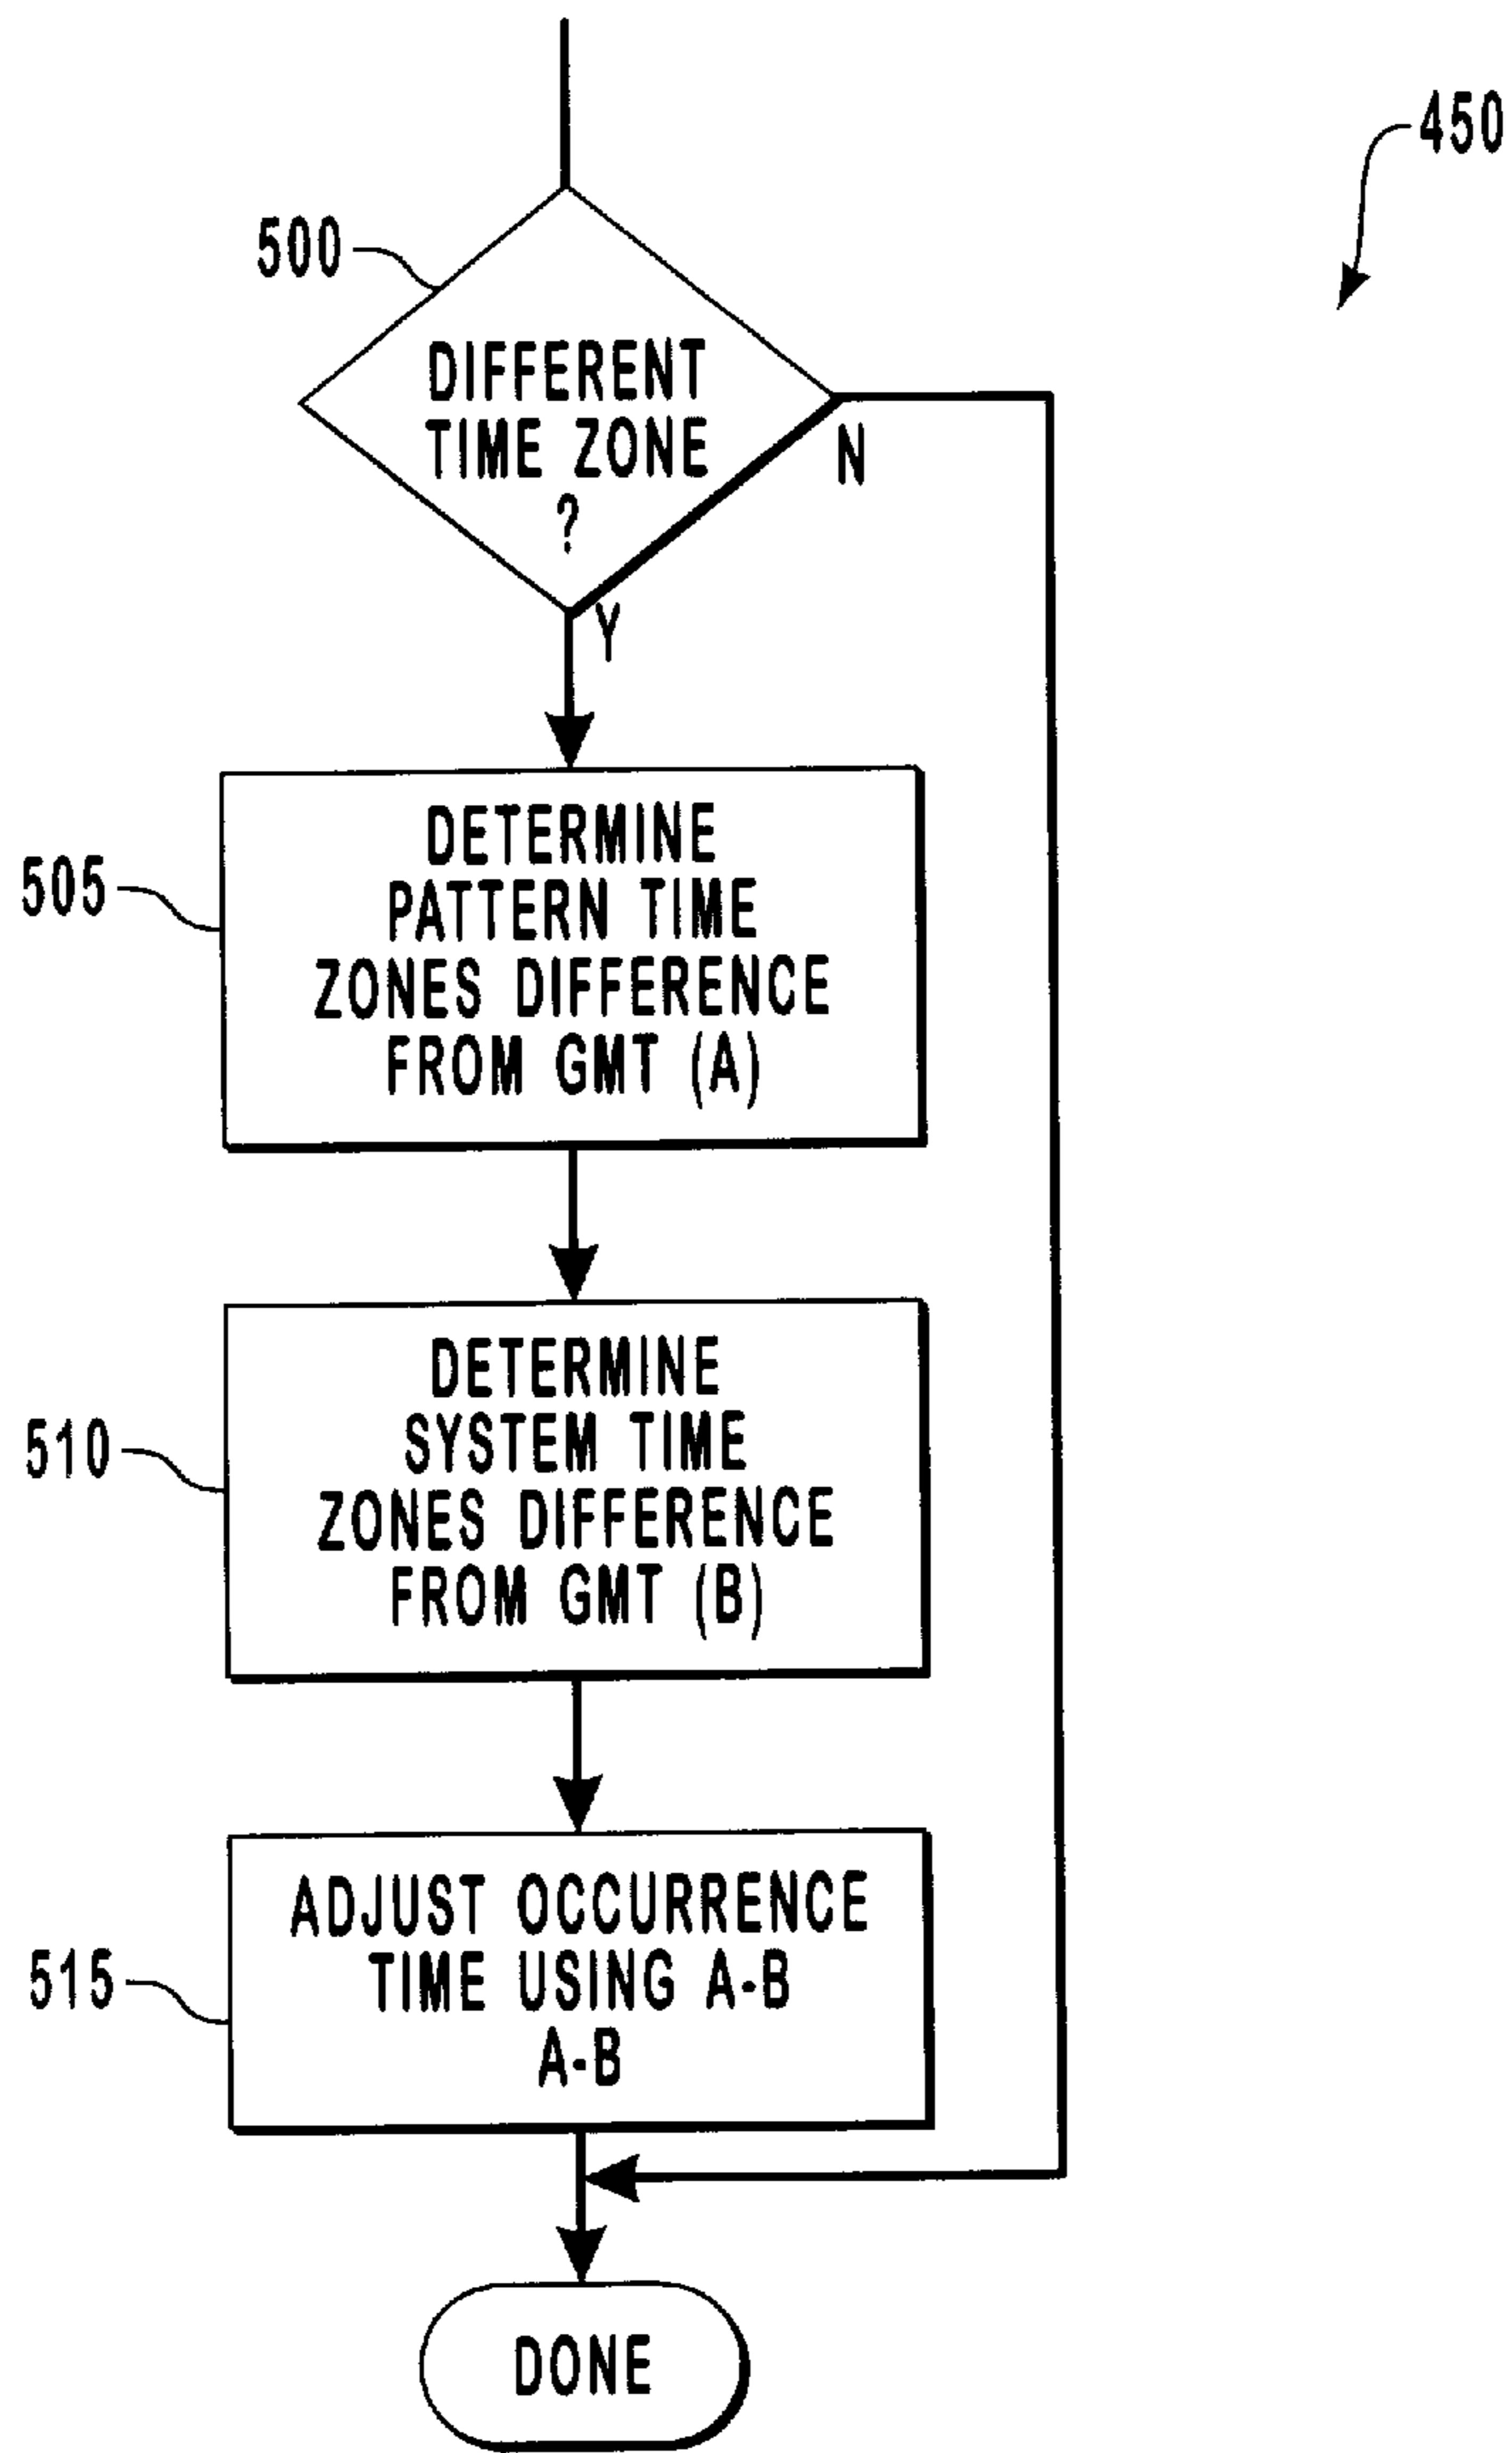 450
500
DIFFERENT
TIME ZONE
?
N
Y
505
DETERMINE
PATTERN TIME
ZONES DIFFERENCE
FROM GMT (A)
510
DETERMINE
SYSTEM TIME
ZONES DIFFERENCE
FROM GMT (B)
515
ADJUST OCCURRENCE
TIME USING A-B
A-B
DONE